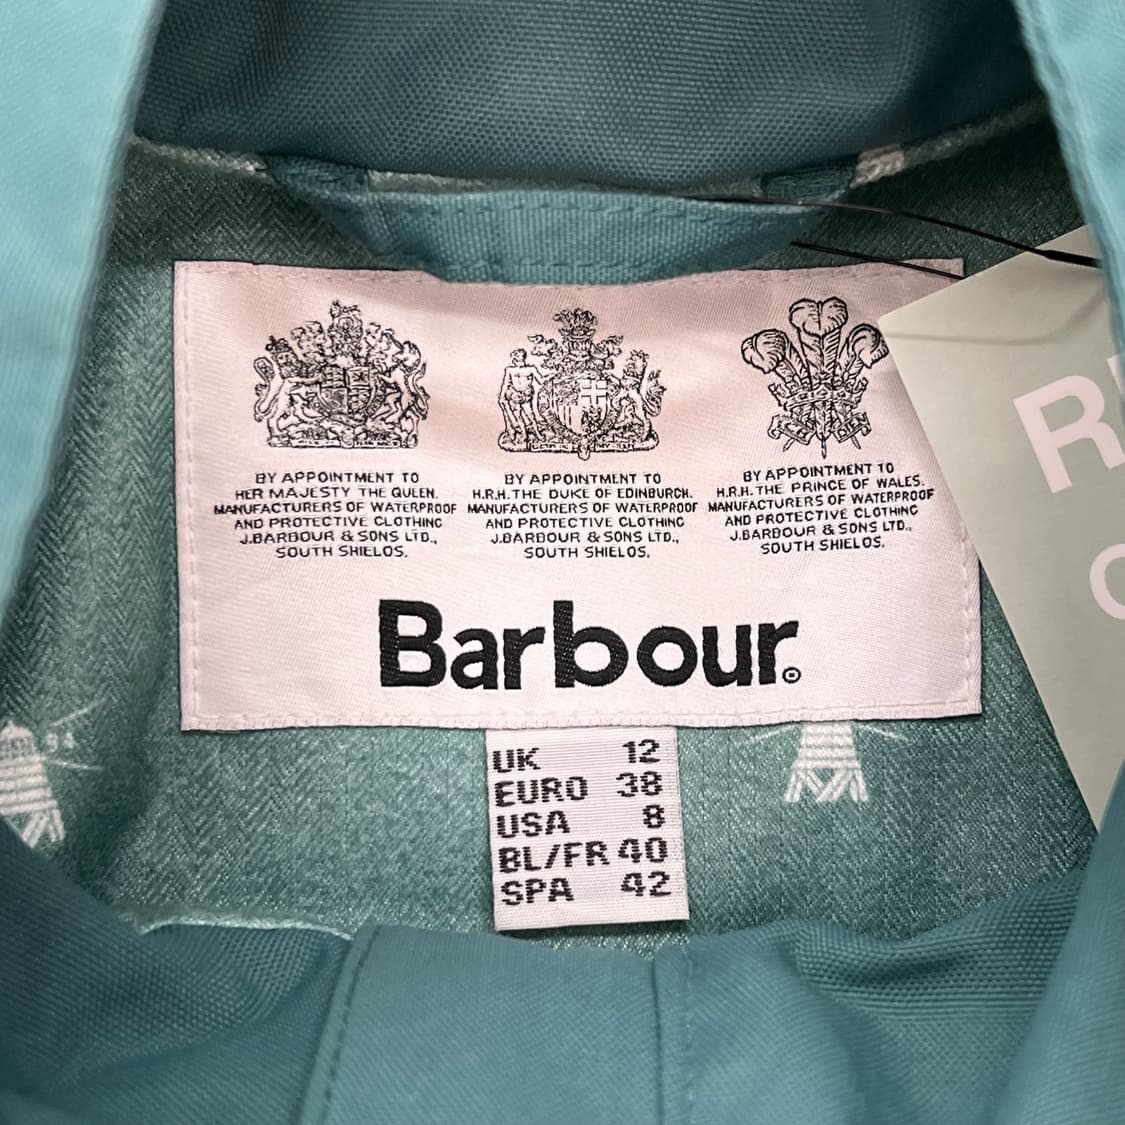 BY APPOINTMENT TO
HER MAJESTY THE QUEEN.
MANUFACTURERS OF WATERPROOF
AND PROTECTIVE CLOTHING
J.BARBOUR & SONS LTD.,
SOUTH SHIELDS.
BY APPOINTMENT TO
H.R.H. THE DUKE OF EDINBURGH.
MANUFACTURERS OF WATERPROOF
AND PROTECTIVE CLOTHING
J.BARBOUR & SONS LTD.,
SOUTH SHIELDS.
BY APPOINTMENT TO
H.R.H. THE PRINCE OF WALES.
MANUFACTURERS OF WATERPROOF
AND PROTECTIVE CLOTHING
J.BARBOUR & SONS LTD.,
SOUTH SHIELDS.
Barbour®
UK 12
EURO 38
USA 8
BL/FR 40
SPA 42